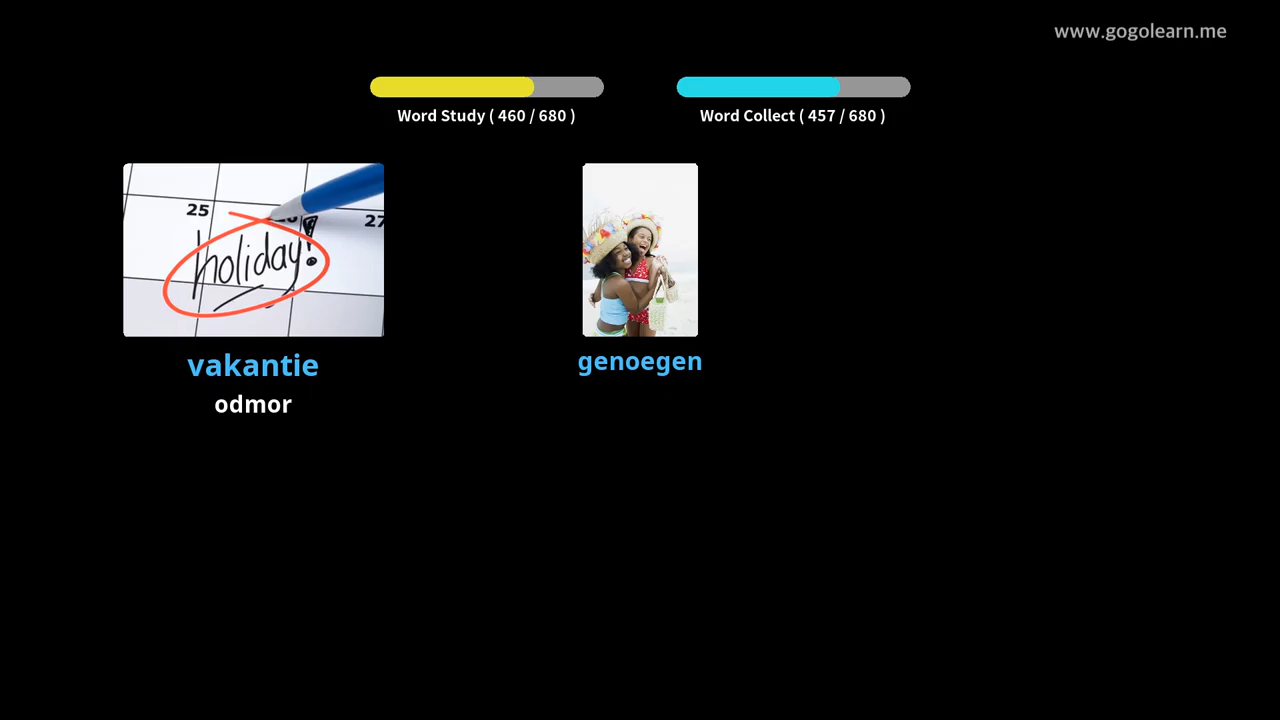 www.gogolearn.me
Word Study ( 460 / 680 )
Word Collect ( 457 / 680 )
25
27
holiday!
vakantie
odmor
genoegen